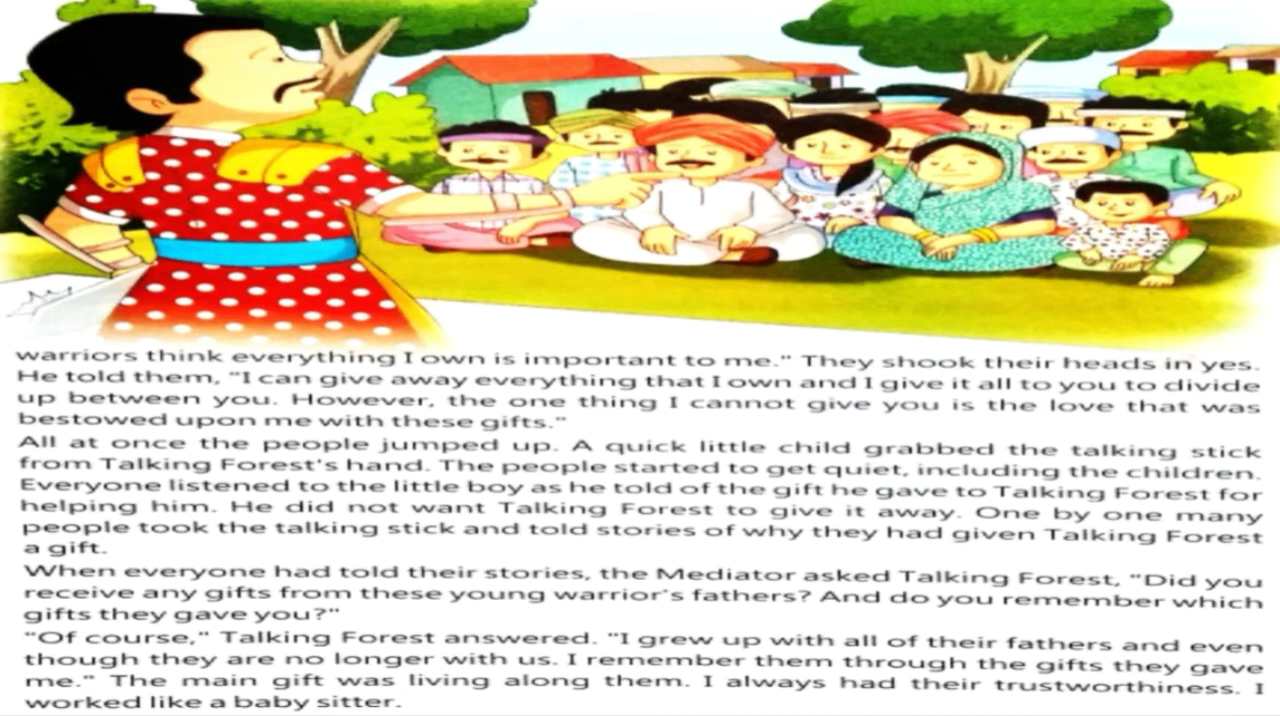 warriors think everything I own is important to me." They shook their heads in yes.
He told them, "I can give away everything that I own and I give it all to you to divide
up between you. However, the one thing I cannot give you is the love that was
bestowed upon me with these gifts."
All at once the people jumped up. A quick little child grabbed the talking stick
from Talking Forest's hand. The people started to get quiet, including the children.
Everyone listened to the little boy as he told of the gift he gave to Talking Forest for
helping him. He did not want Talking Forest to give it away. One by one many
people took the talking stick and told stories of why they had given Talking Forest
a gift.
When everyone had told their stories, the Mediator asked Talking Forest, "Did you
receive any gifts from these young warrior's fathers? And do you remember which
gifts they gave you?"
"Of course," Talking Forest answered. "I grew up with all of their fathers and even
though they are no longer with us. I remember them through the gifts they gave
me." The main gift was living along them. I always had their trustworthiness. I
worked like a baby sitter.